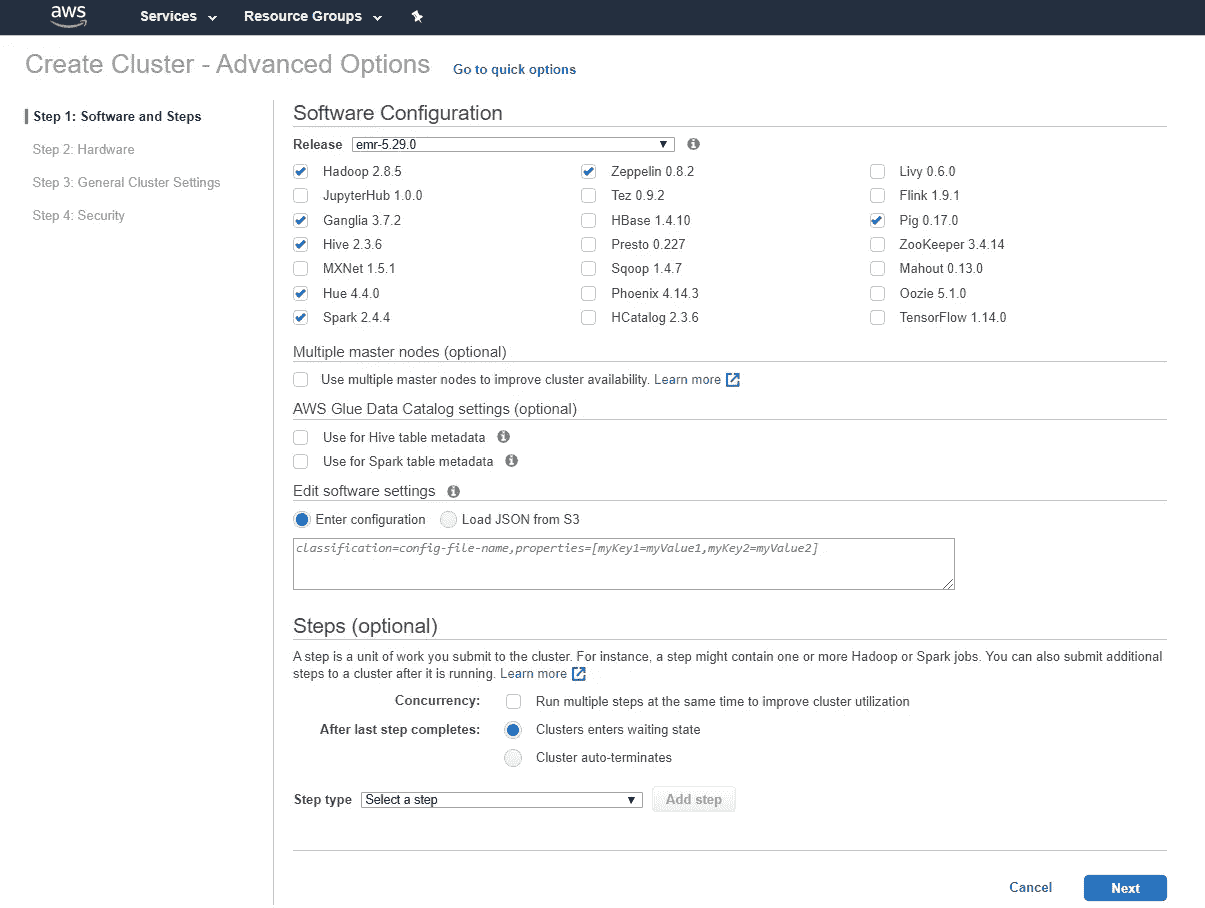 aws Services Resource Groups
Create Cluster - Advanced Options Go to quick options
Step 1: Software and Steps
Step 2: Hardware
Step 3: General Cluster Settings
Step 4: Security
Software Configuration
Release emr-5.29.0
Hadoop 2.8.5 Zeppelin 0.8.2 Livy 0.6.0
JupyterHub 1.0.0 Tez 0.9.2 Flink 1.9.1
Ganglia 3.7.2 HBase 1.4.10 Pig 0.17.0
Hive 2.3.6 Presto 0.227 ZooKeeper 3.4.14
MXNet 1.5.1 Sqoop 1.4.7 Mahout 0.13.0
Hue 4.4.0 Phoenix 4.14.3 Oozie 5.1.0
Spark 2.4.4 HCatalog 2.3.6 TensorFlow 1.14.0
Multiple master nodes (optional)
Use multiple master nodes to improve cluster availability. Learn more
AWS Glue Data Catalog settings (optional)
Use for Hive table metadata
Use for Spark table metadata
Edit software settings
Enter configuration Load JSON from S3
classification=config-file-name,properties=[myKey1=myValue1,myKey2=myValue2]
Steps (optional)
A step is a unit of work you submit to the cluster. For instance, a step might contain one or more Hadoop or Spark jobs. You can also submit additional
steps to a cluster after it is running. Learn more
Concurrency: Run multiple steps at the same time to improve cluster utilization
After last step completes: Clusters enters waiting state
Cluster auto-terminates
Step type Select a step Add step
Cancel Next